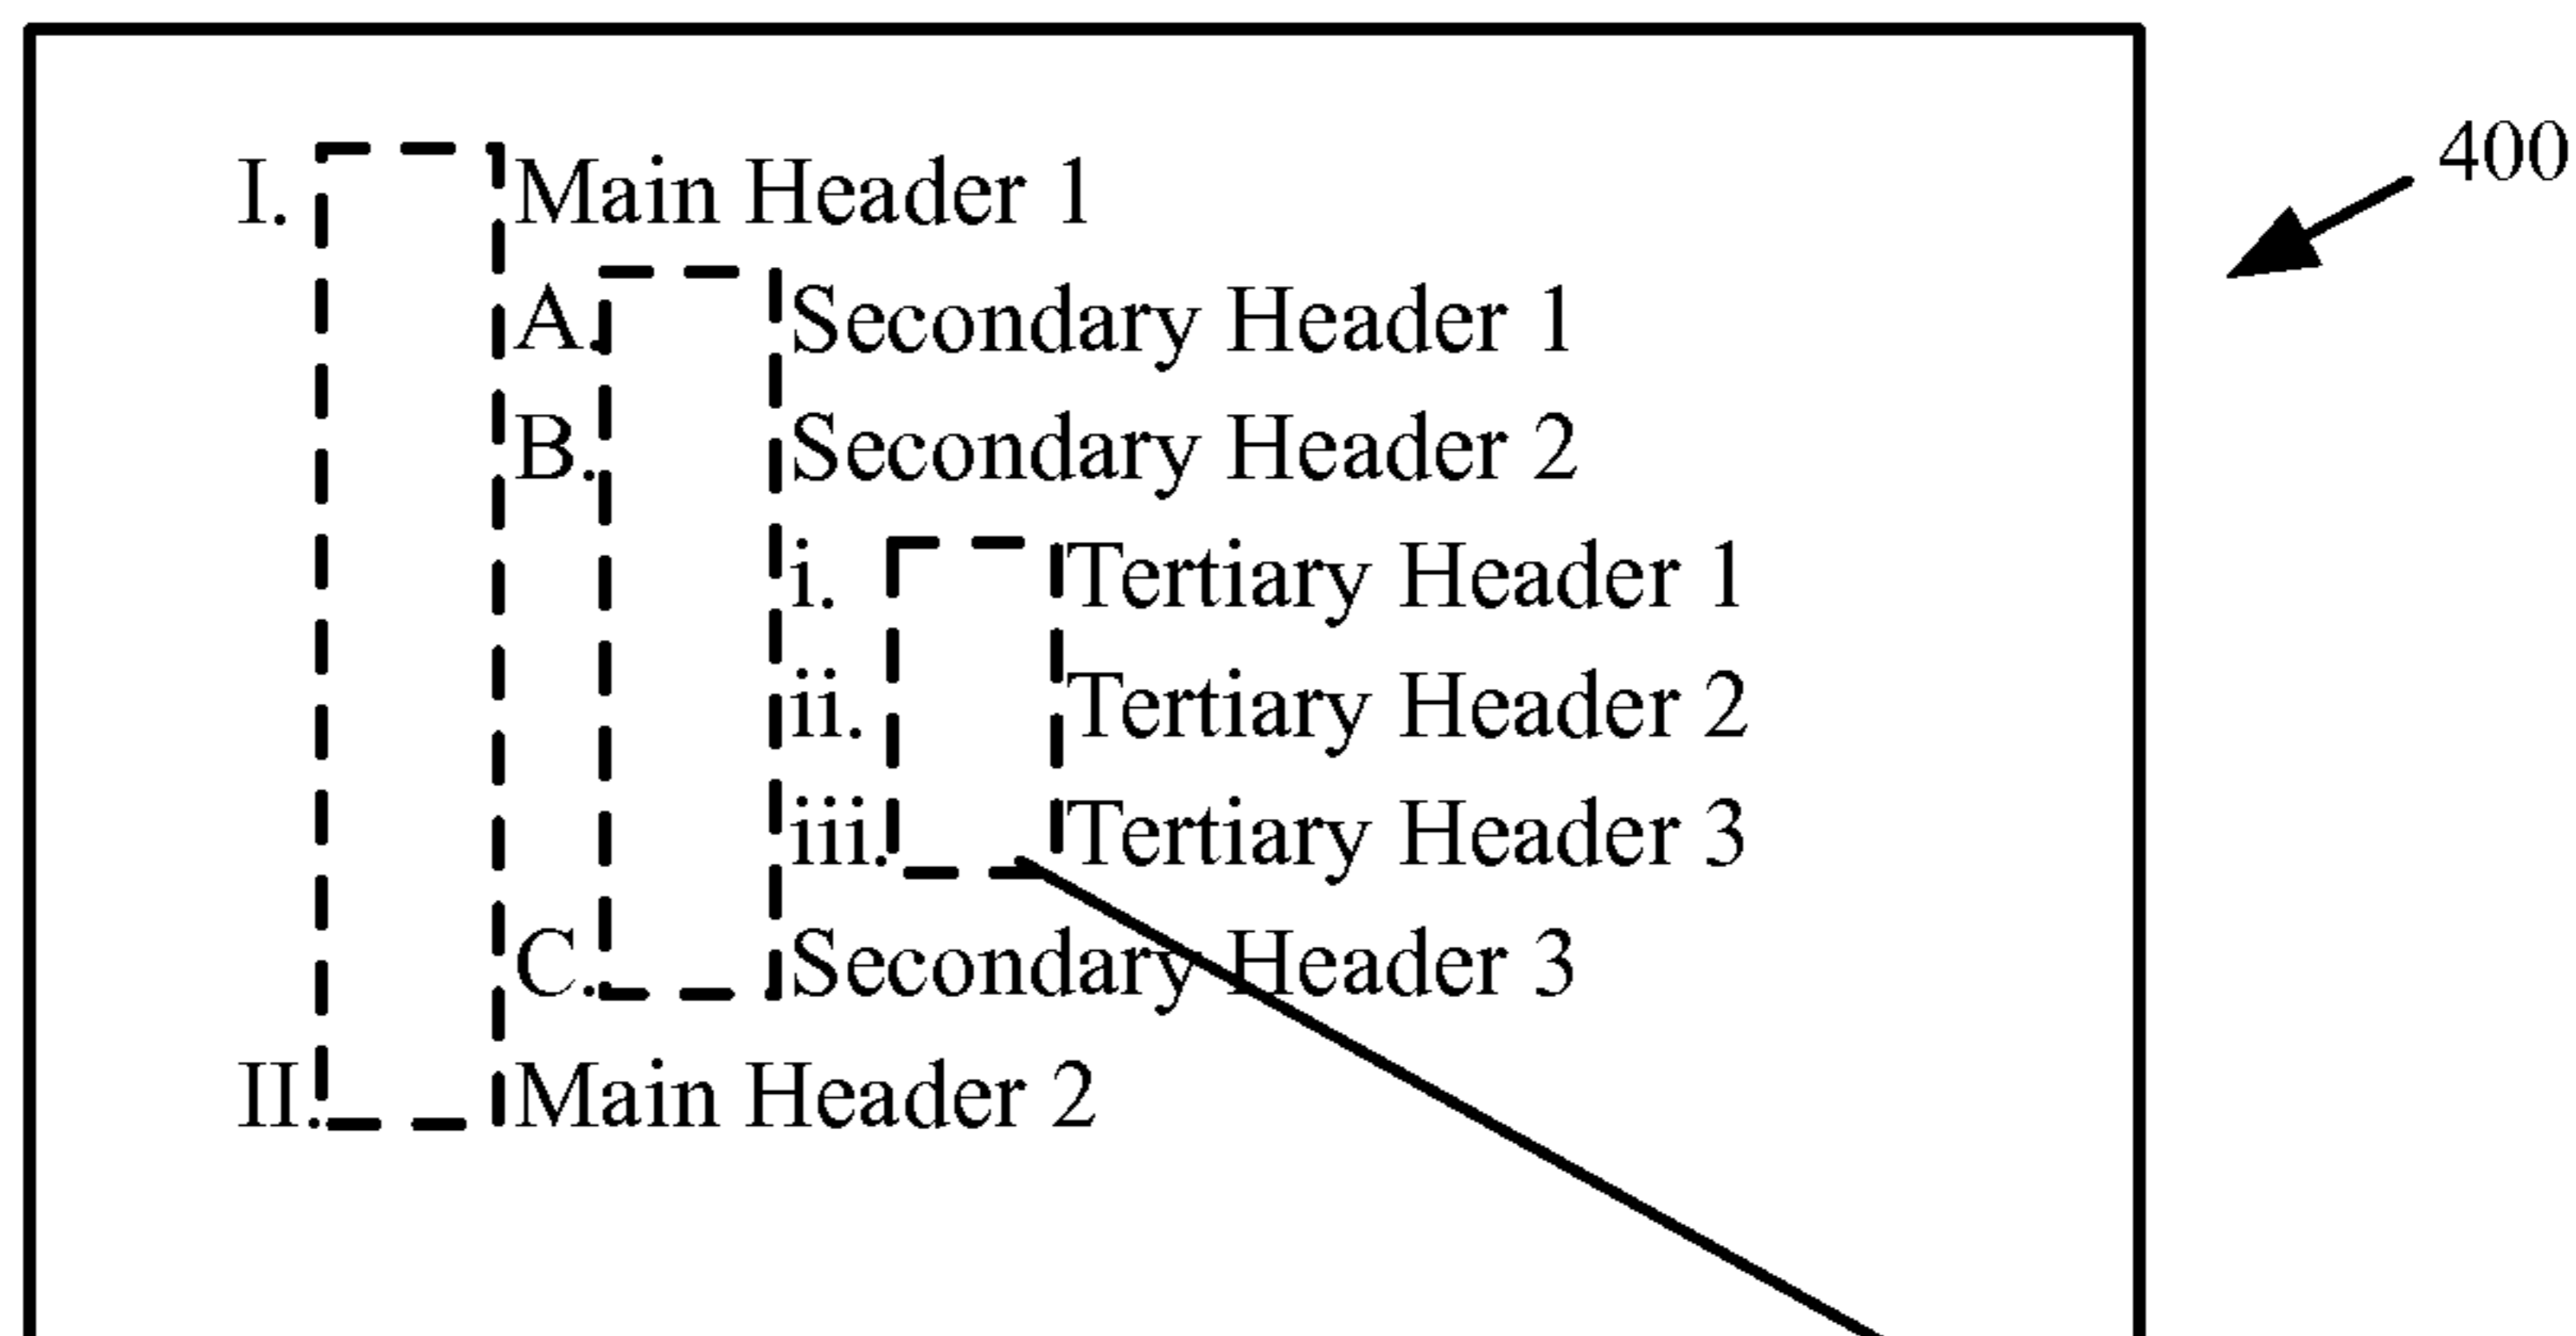 400
I. Main Header 1
A. Secondary Header 1
B. Secondary Header 2
i. Tertiary Header 1
ii. Tertiary Header 2
iii. Tertiary Header 3
C. Secondary Header 3
II. Main Header 2